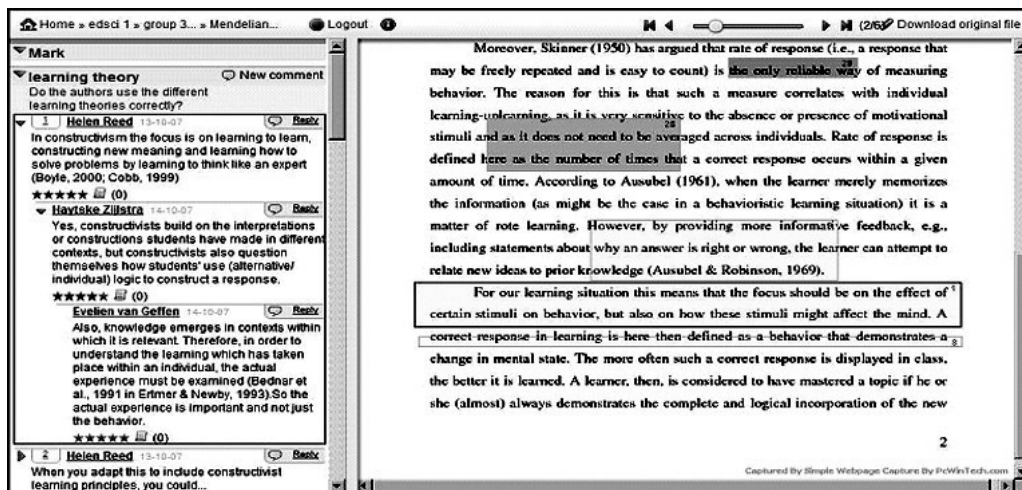 Home » edsci 1 » group 3... » Mendelian...
Logout
(2/6)
Download original file
Mark
learning theory
New comment
Do the authors use the different
learning theories correctly?
1 Helen Reed 13-10-07 Reply
In constructivism the focus is on learning to learn,
constructing new meaning and learning how to
solve problems by learning to think like an expert
(Boyle, 2000; Cobb, 1999)
★★★★★ (0)
Haytske Zijlstra 14-10-07 Reply
Yes, constructivists build on the interpretations
or constructions students have made in different
contexts, but constructivists also question
themselves how students' use (alternative/
individual) logic to construct a response.
★★★★★ (0)
Evelien van Geffen 14-10-07 Reply
Also, knowledge emerges in contexts within
which it is relevant. Therefore, in order to
understand the learning which has taken
place within an individual, the actual
experience must be examined (Bednar et
al., 1991 in Ertmer & Newby, 1993).So the
actual experience is important and not just
the behavior.
★★★★★ (0)
2 Helen Reed 13-10-07 Reply
When you adapt this to include constructivist
learning principles, you could...
Moreover, Skinner (1950) has argued that rate of response (i.e., a response that
may be freely repeated and is easy to count) is the only reliable way of measuring
behavior. The reason for this is that such a measure correlates with individual
learning-unlearning, as it is very sensitive to the absence or presence of motivational
stimuli and as it does not need to be averaged across individuals. Rate of response is
defined here as the number of times that a correct response occurs within a given
amount of time. According to Ausubel (1961), when the learner merely memorizes
the information (as might be the case in a behavioristic learning situation) it is a
matter of rote learning. However, by providing more informative feedback, e.g.,
including statements about why an answer is right or wrong, the learner can attempt to
relate new ideas to prior knowledge (Ausubel & Robinson, 1969).
For our learning situation this means that the focus should be on the effect of
certain stimuli on behavior, but also on how these stimuli might affect the mind. A
correct response in learning is here then defined as a behavior that demonstrates a
change in mental state. The more often such a correct response is displayed in class,
the better it is learned. A learner, then, is considered to have mastered a topic if he or
she (almost) always demonstrates the complete and logical incorporation of the new
2
Captured By Simple Webpage Capture By PcWinTech.com